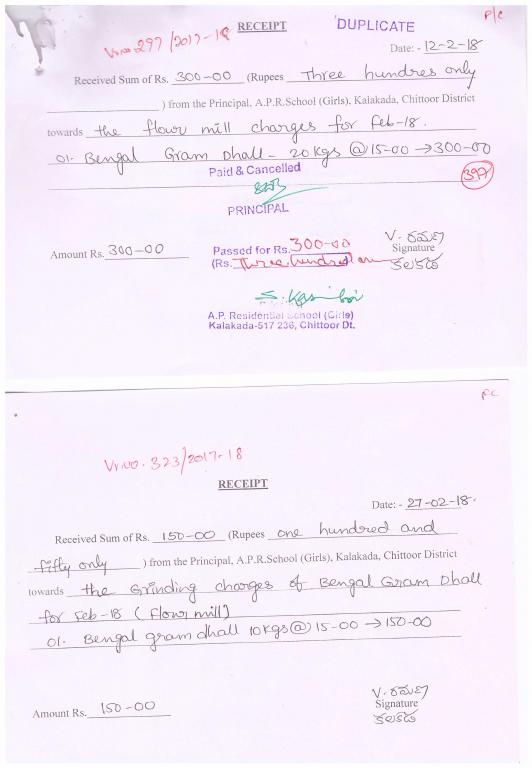 P/c
RECEIPT DUPLICATE
Vr.no 297/2017-18
Date: - 12-2-18
Received Sum of Rs. 300-00 (Rupees Three hundres only
) from the Principal, A.P.R.School (Girls), Kalakada, Chittoor District
towards the flour mill charges for Feb-18.
01. Bengal Gram Dhall - 20 kgs @ 15-00 → 300-00
Paid & Cancelled
397
PRINCIPAL
Amount Rs. 300-00
Passed for Rs. 300-00
V. రమణ
Signature
(Rs. Three hundred
కలకడ
A.P. Residential School (Girls)
Kalakada-517 236, Chittoor Dt.
PC
Vr.no. 323/2017-18
RECEIPT
Date: - 27-02-18
Received Sum of Rs. 150-00 (Rupees one hundred and
fifty only ) from the Principal, A.P.R.School (Girls), Kalakada, Chittoor District
towards the Grinding charges of Bengal Gram Dhall
for Feb-18 (flour mill)
01. Bengal gram dhall 10 kgs @ 15-00 → 150-00
Amount Rs. 150-00
V. రమణ
Signature
కలకడ